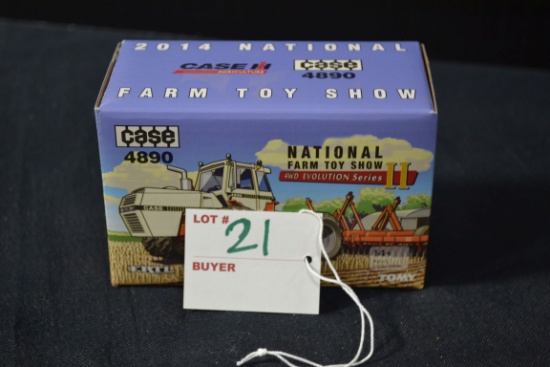 2014 NATIONAL
CASE IH
AGRICULTURE
case
4890
FARM TOY SHOW
case
4890
NATIONAL
FARM TOY SHOW
4WD EVOLUTION Series II
CASE
LOT # 21
BUYER
ERTL
TOMY